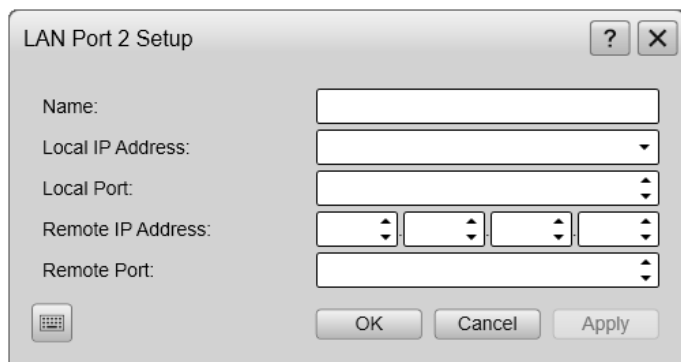 LAN Port 2 Setup
?
Name:
Local IP Address:
Local Port:
Remote IP Address:
. . .
Remote Port:
OK Cancel Apply